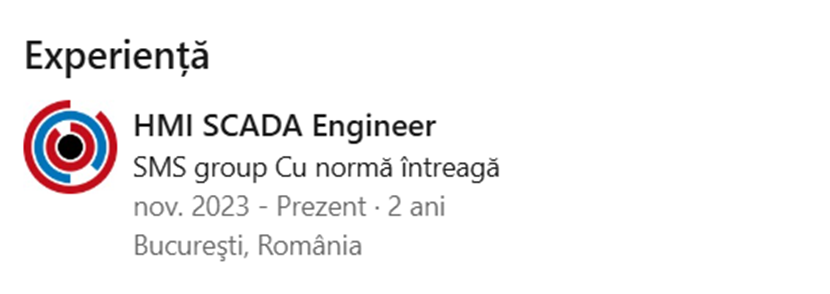 Experiență
HMI SCADA Engineer
SMS group Cu normă întreagă
nov. 2023 - Prezent · 2 ani
Bucureşti, România